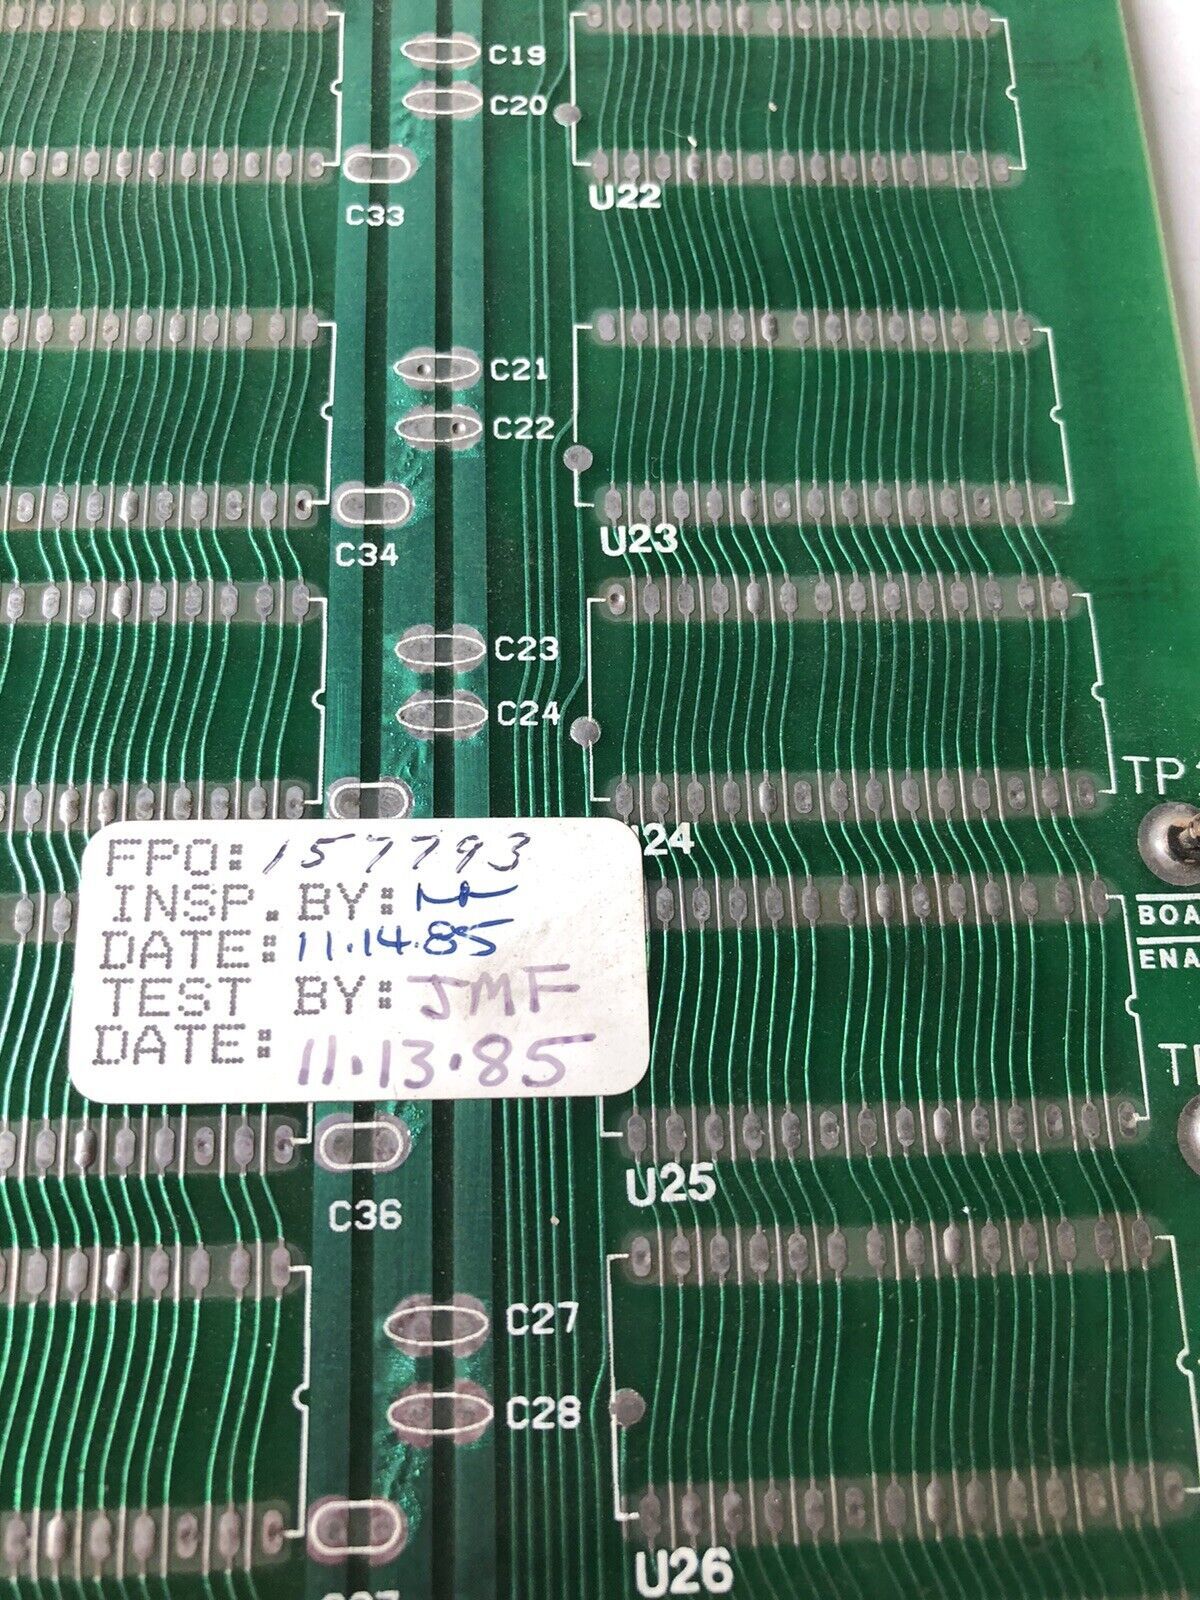 C19
C20
C33
U22
C21
C22
C34
U23
C23
C24
TP
24
FPO: 157793
INSP. BY:
DATE: 11.14.85
TEST BY: JMF
DATE: 11.13.85
BOA
ENA
U25
C36
C27
C28
U26